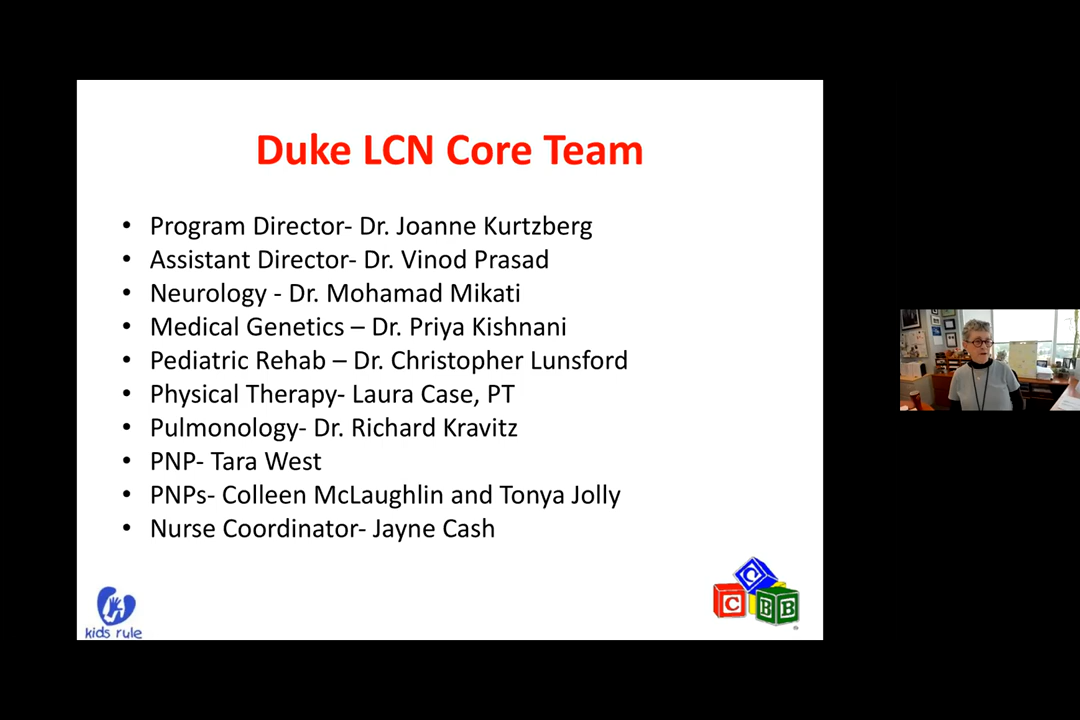 Duke LCN Core Team
• Program Director- Dr. Joanne Kurtzberg
• Assistant Director- Dr. Vinod Prasad
• Neurology - Dr. Mohamad Mikati
• Medical Genetics – Dr. Priya Kishnani
• Pediatric Rehab – Dr. Christopher Lunsford
• Physical Therapy- Laura Case, PT
• Pulmonology- Dr. Richard Kravitz
• PNP- Tara West
• PNPs- Colleen McLaughlin and Tonya Jolly
• Nurse Coordinator- Jayne Cash
kids rule
C
C B B